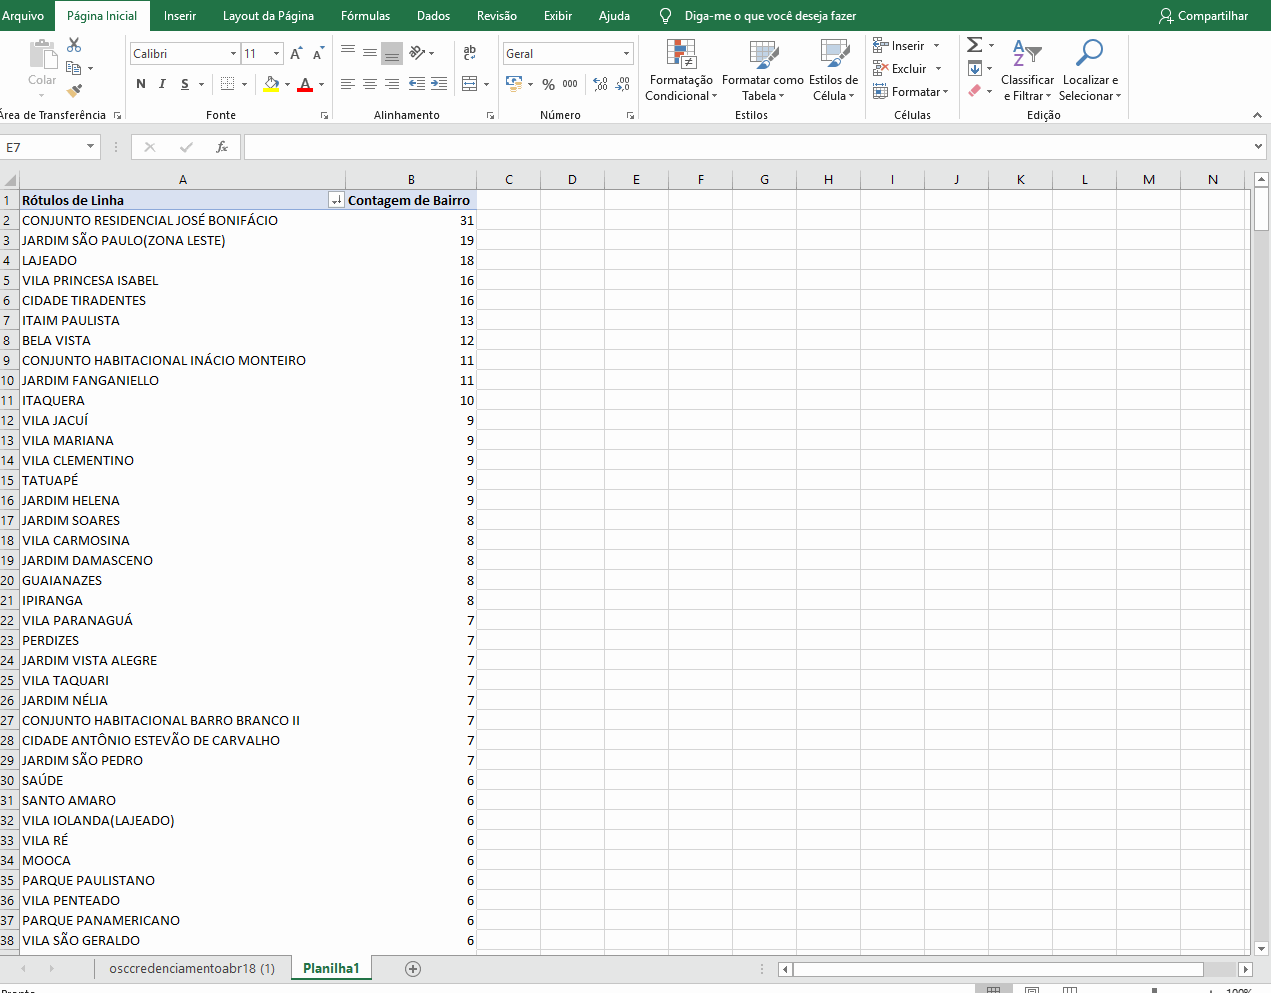 Arquivo Página Inicial Inserir Layout da Página Fórmulas Dados Revisão Exibir Ajuda Diga-me o que você deseja fazer Compartilhar
Colar
Calibri 11
N I S
Geral
% 000
Formatação Condicional
Formatar como Tabela
Estilos de Célula
Inserir
Excluir
Formatar
Classificar e Filtrar
Localizar e Selecionar
Área de Transferência Fonte Alinhamento Número Estilos Células Edição
E7 fx
A B C D E F G H I J K L M N
1 Rótulos de Linha Contagem de Bairro
2 CONJUNTO RESIDENCIAL JOSÉ BONIFÁCIO 31
3 JARDIM SÃO PAULO(ZONA LESTE) 19
4 LAJEADO 18
5 VILA PRINCESA ISABEL 16
6 CIDADE TIRADENTES 16
7 ITAIM PAULISTA 13
8 BELA VISTA 12
9 CONJUNTO HABITACIONAL INÁCIO MONTEIRO 11
10 JARDIM FANGANIELLO 11
11 ITAQUERA 10
12 VILA JACUÍ 9
13 VILA MARIANA 9
14 VILA CLEMENTINO 9
15 TATUAPÉ 9
16 JARDIM HELENA 9
17 JARDIM SOARES 8
18 VILA CARMOSINA 8
19 JARDIM DAMASCENO 8
20 GUAIANAZES 8
21 IPIRANGA 8
22 VILA PARANAGUÁ 7
23 PERDIZES 7
24 JARDIM VISTA ALEGRE 7
25 VILA TAQUARI 7
26 JARDIM NÉLIA 7
27 CONJUNTO HABITACIONAL BARRO BRANCO II 7
28 CIDADE ANTÔNIO ESTEVÃO DE CARVALHO 7
29 JARDIM SÃO PEDRO 7
30 SAÚDE 6
31 SANTO AMARO 6
32 VILA IOLANDA(LAJEADO) 6
33 VILA RÉ 6
34 MOOCA 6
35 PARQUE PAULISTANO 6
36 VILA PENTEADO 6
37 PARQUE PANAMERICANO 6
38 VILA SÃO GERALDO 6
osccredenciamentoabr18 (1) Planilha1